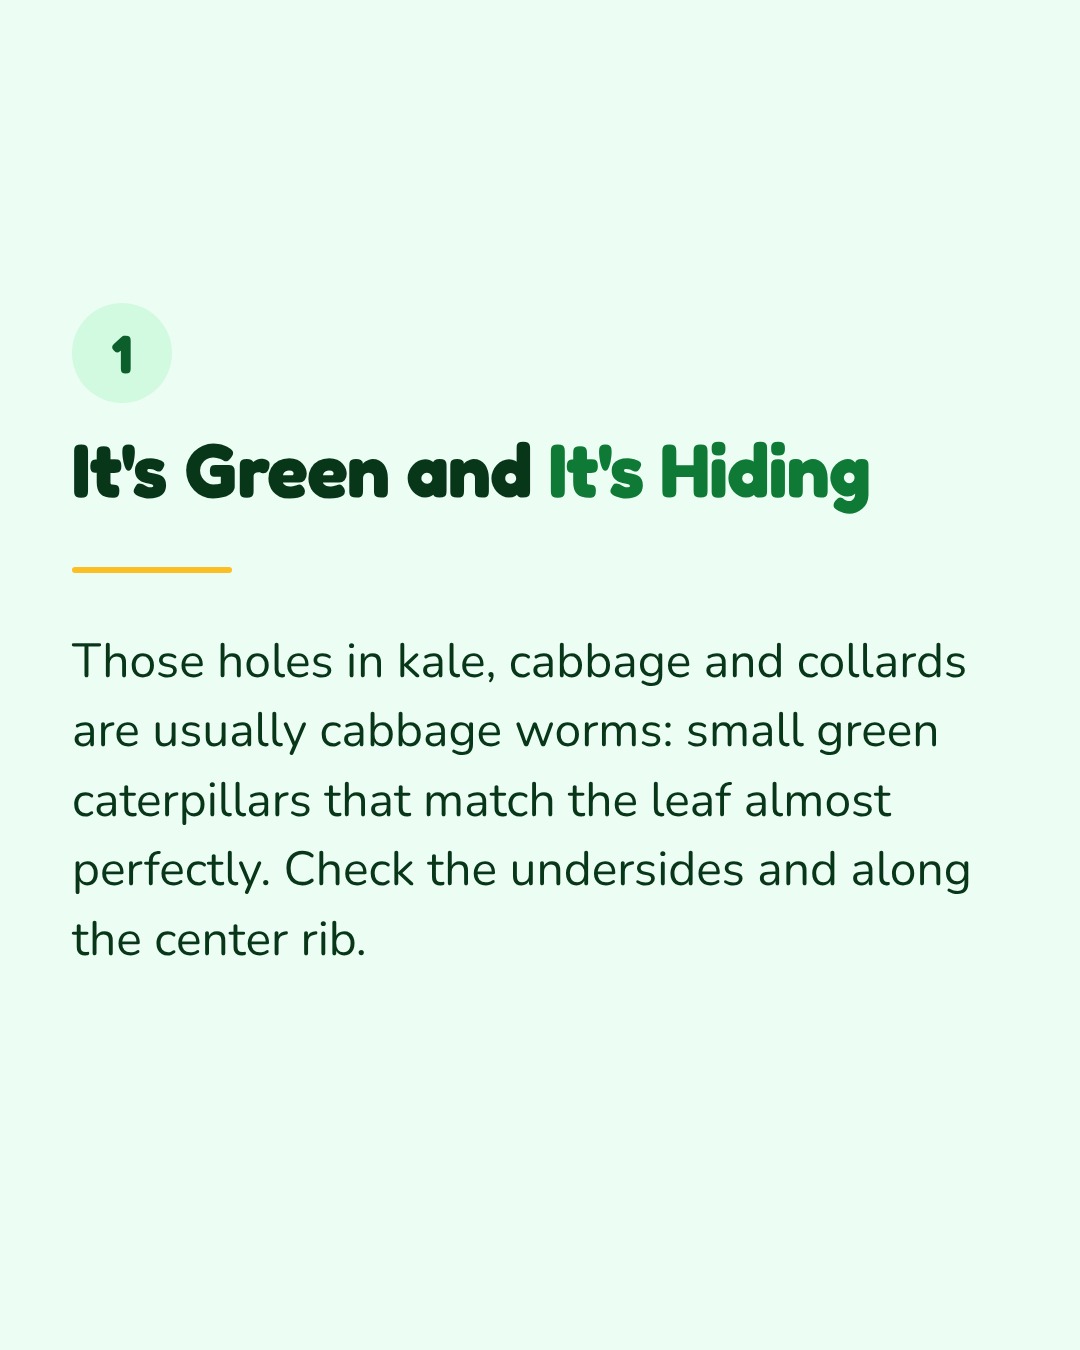 1
It's Green and It's Hiding
Those holes in kale, cabbage and collards
are usually cabbage worms: small green
caterpillars that match the leaf almost
perfectly. Check the undersides and along
the center rib.